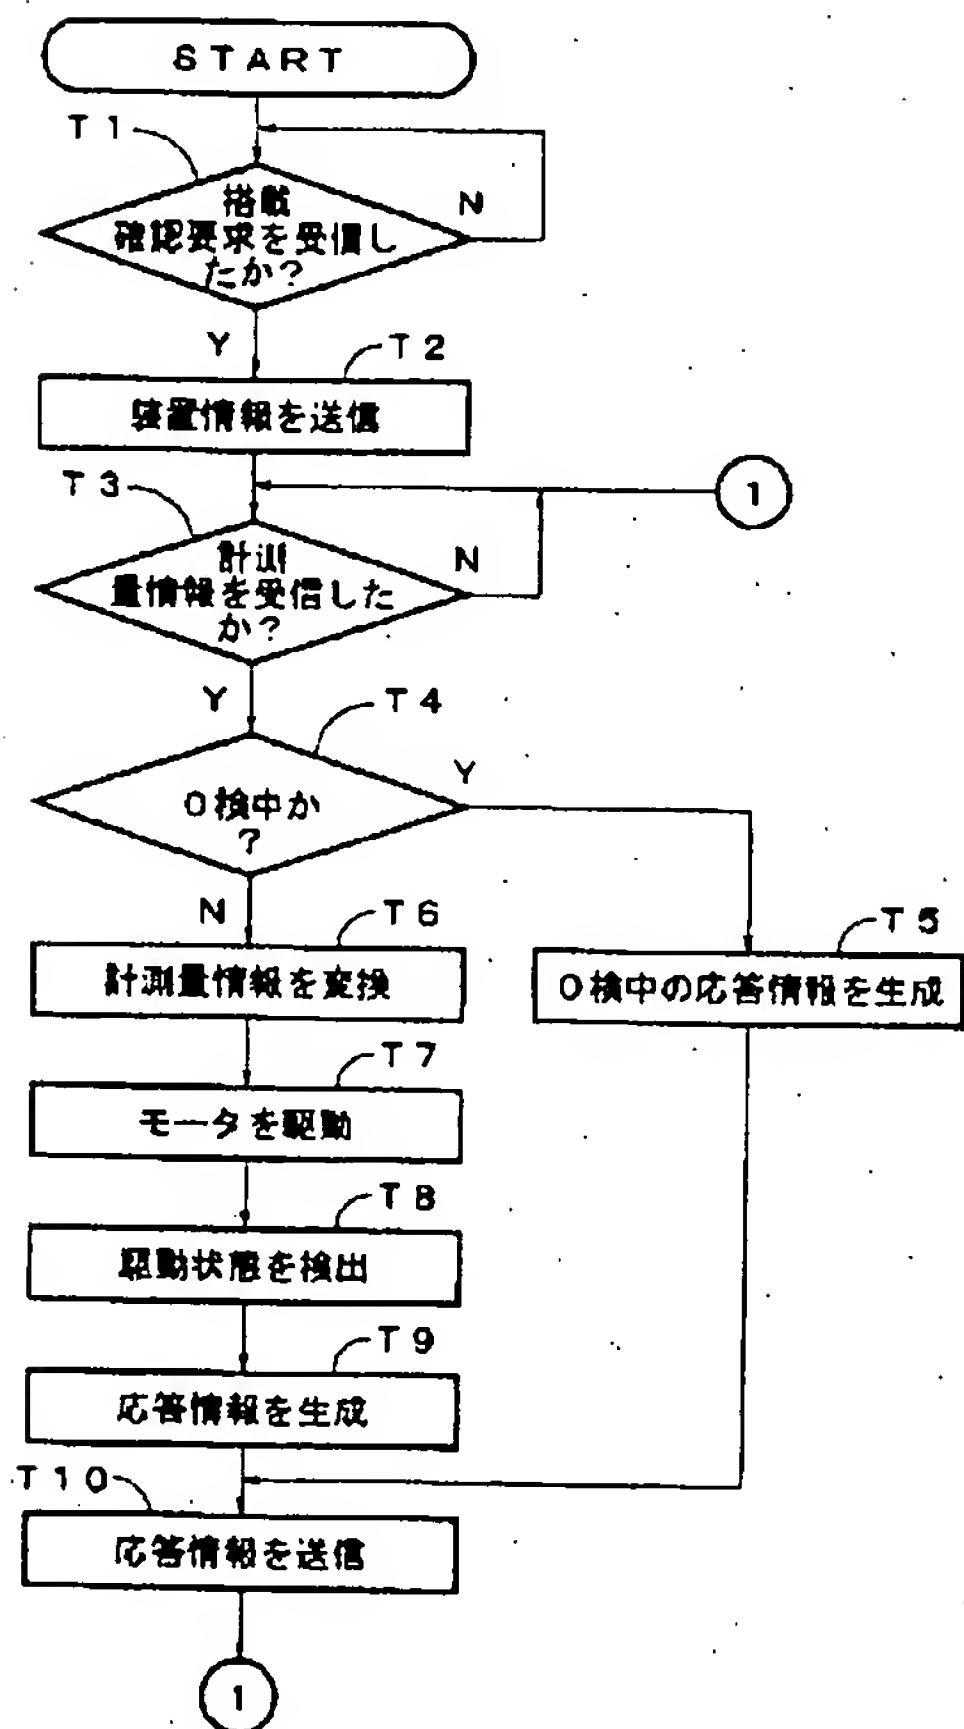 START
T1
搭載
確認要求を受信し
たか?
N
Y
T2
装置情報を送信
T3
1
計測
量情報を受信した
か?
N
Y
T4
0検中か
?
Y
N
T6
計測量情報を変換
T5
0検中の応答情報を生成
T7
モータを駆動
T8
駆動状態を検出
T9
応答情報を生成
T10
応答情報を送信
1